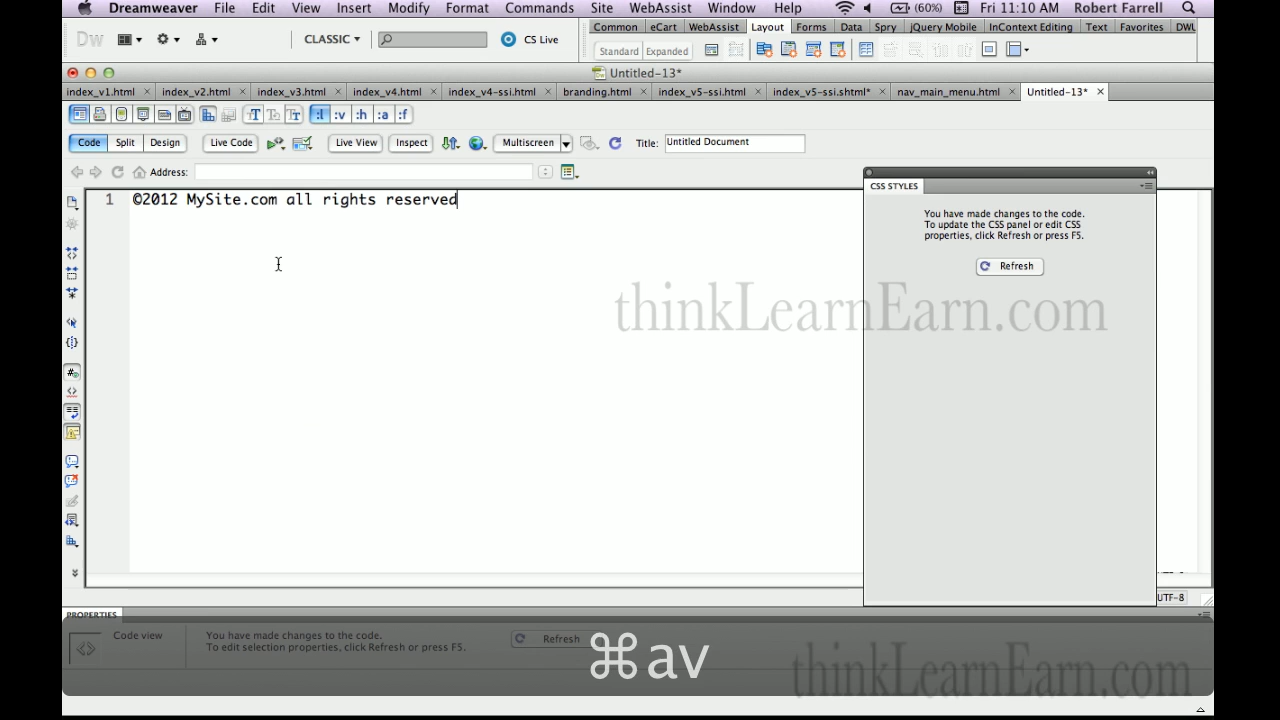 Dreamweaver File Edit View Insert Modify Format Commands Site WebAssist Window Help (60%) Fri 11:10 AM Robert Farrell
Common eCart WebAssist Layout Forms Data Spry jQuery Mobile InContext Editing Text Favorites DWL
Dw CLASSIC CS Live Standard Expanded
Untitled-13*
index_v1.html index_v2.html index_v3.html index_v4.html index_v4-ssi.html branding.html index_v5-ssi.html index_v5-ssi.shtml* nav_main_menu.html Untitled-13*
:l :v :h :a :f
Code Split Design Live Code Live View Inspect Multiscreen Title: Untitled Document
Address:
CSS STYLES
1 ©2012 MySite.com all rights reserved
You have made changes to the code.
To update the CSS panel or edit CSS
properties, click Refresh or press F5.
Refresh
thinkLearnEarn.com
UTF-8
PROPERTIES
Code view You have made changes to the code. Refresh
To edit selection properties, click Refresh or press F5.
⌘av
thinkLearnEarn.com